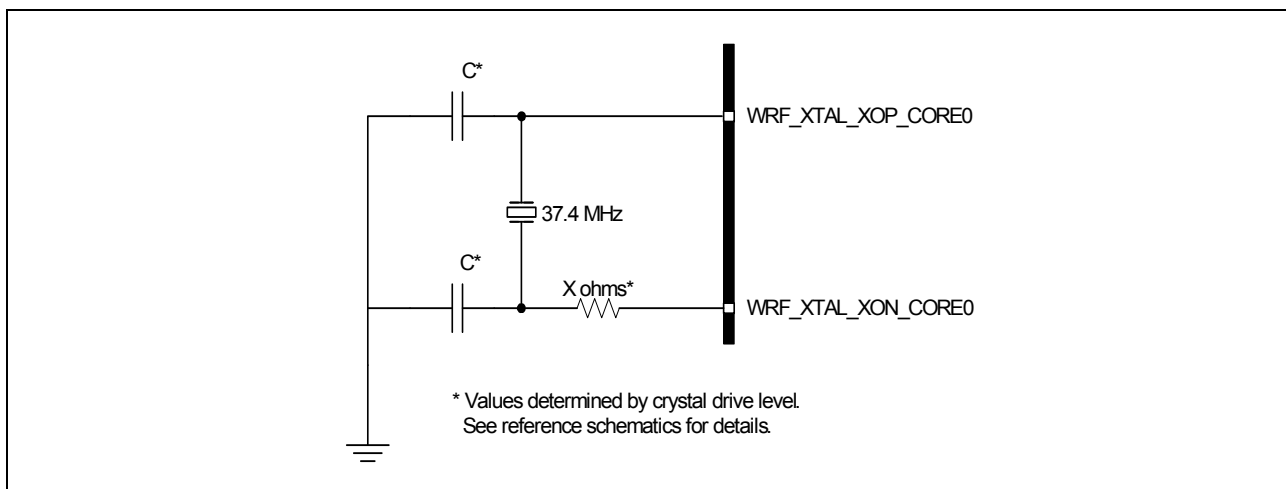 C*
WRF_XTAL_XOP_CORE0
37.4 MHz
C*
X ohms*
WRF_XTAL_XON_CORE0
* Values determined by crystal drive level.
See reference schematics for details.